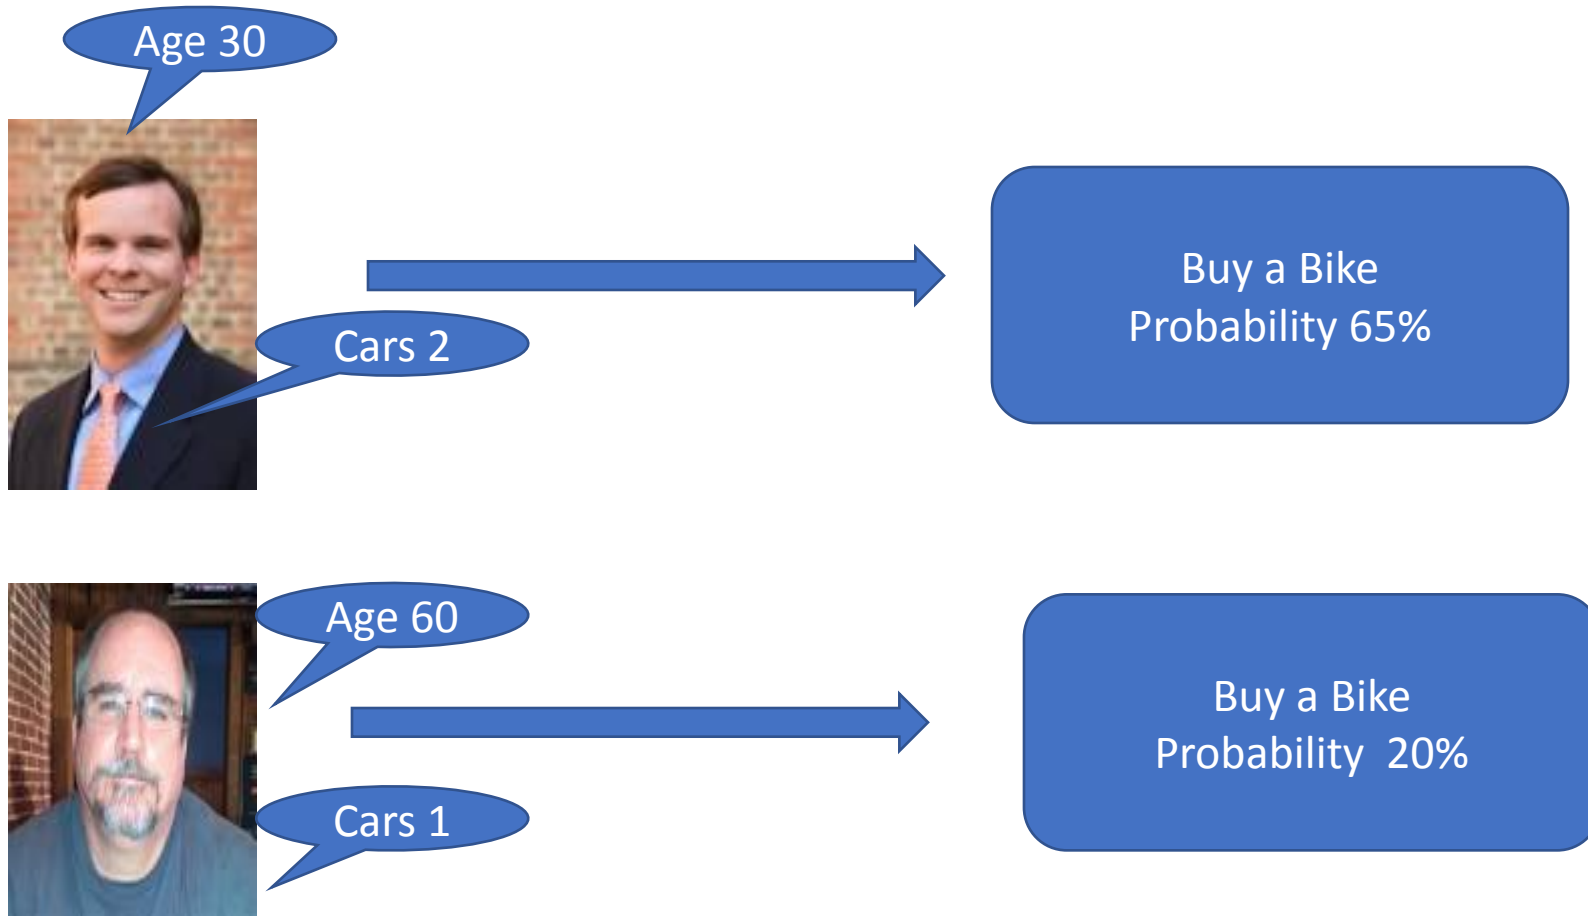 Age 30
Cars 2
Buy a Bike
Probability 65%
Age 60
Cars 1
Buy a Bike
Probability  20%